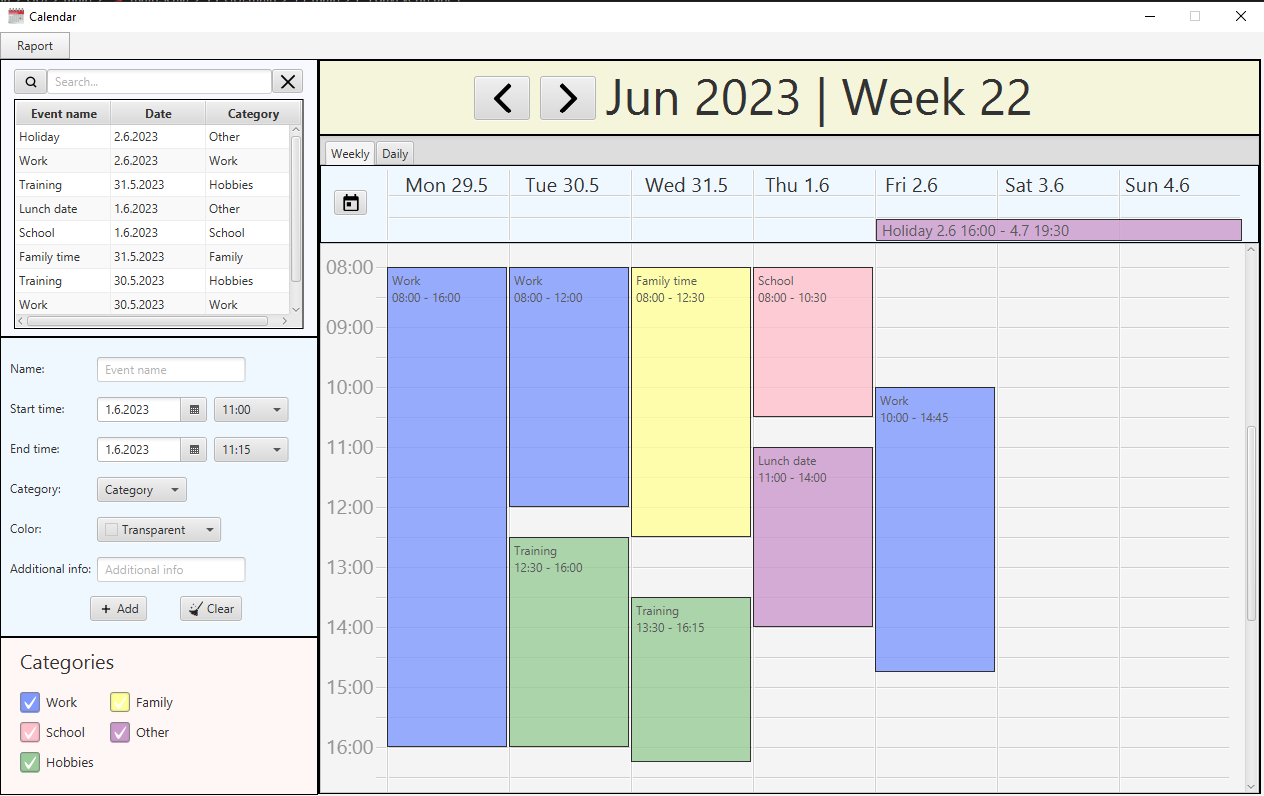 Calendar
Raport
Search...
Event name Date Category
Holiday 2.6.2023 Other
Work 2.6.2023 Work
Training 31.5.2023 Hobbies
Lunch date 1.6.2023 Other
School 1.6.2023 School
Family time 31.5.2023 Family
Training 30.5.2023 Hobbies
Work 30.5.2023 Work
Name: Event name
Start time: 1.6.2023 11:00
End time: 1.6.2023 11:15
Category: Category
Color: Transparent
Additional info: Additional info
+ Add Clear
Categories
Work Family
School Other
Hobbies
Jun 2023 | Week 22
Weekly Daily
Mon 29.5 Tue 30.5 Wed 31.5 Thu 1.6 Fri 2.6 Sat 3.6 Sun 4.6
Holiday 2.6 16:00 - 4.7 19:30
08:00
09:00
10:00
11:00
12:00
13:00
14:00
15:00
16:00
Work
08:00 - 16:00
Work
08:00 - 12:00
Training
12:30 - 16:00
Family time
08:00 - 12:30
Training
13:30 - 16:15
School
08:00 - 10:30
Lunch date
11:00 - 14:00
Work
10:00 - 14:45